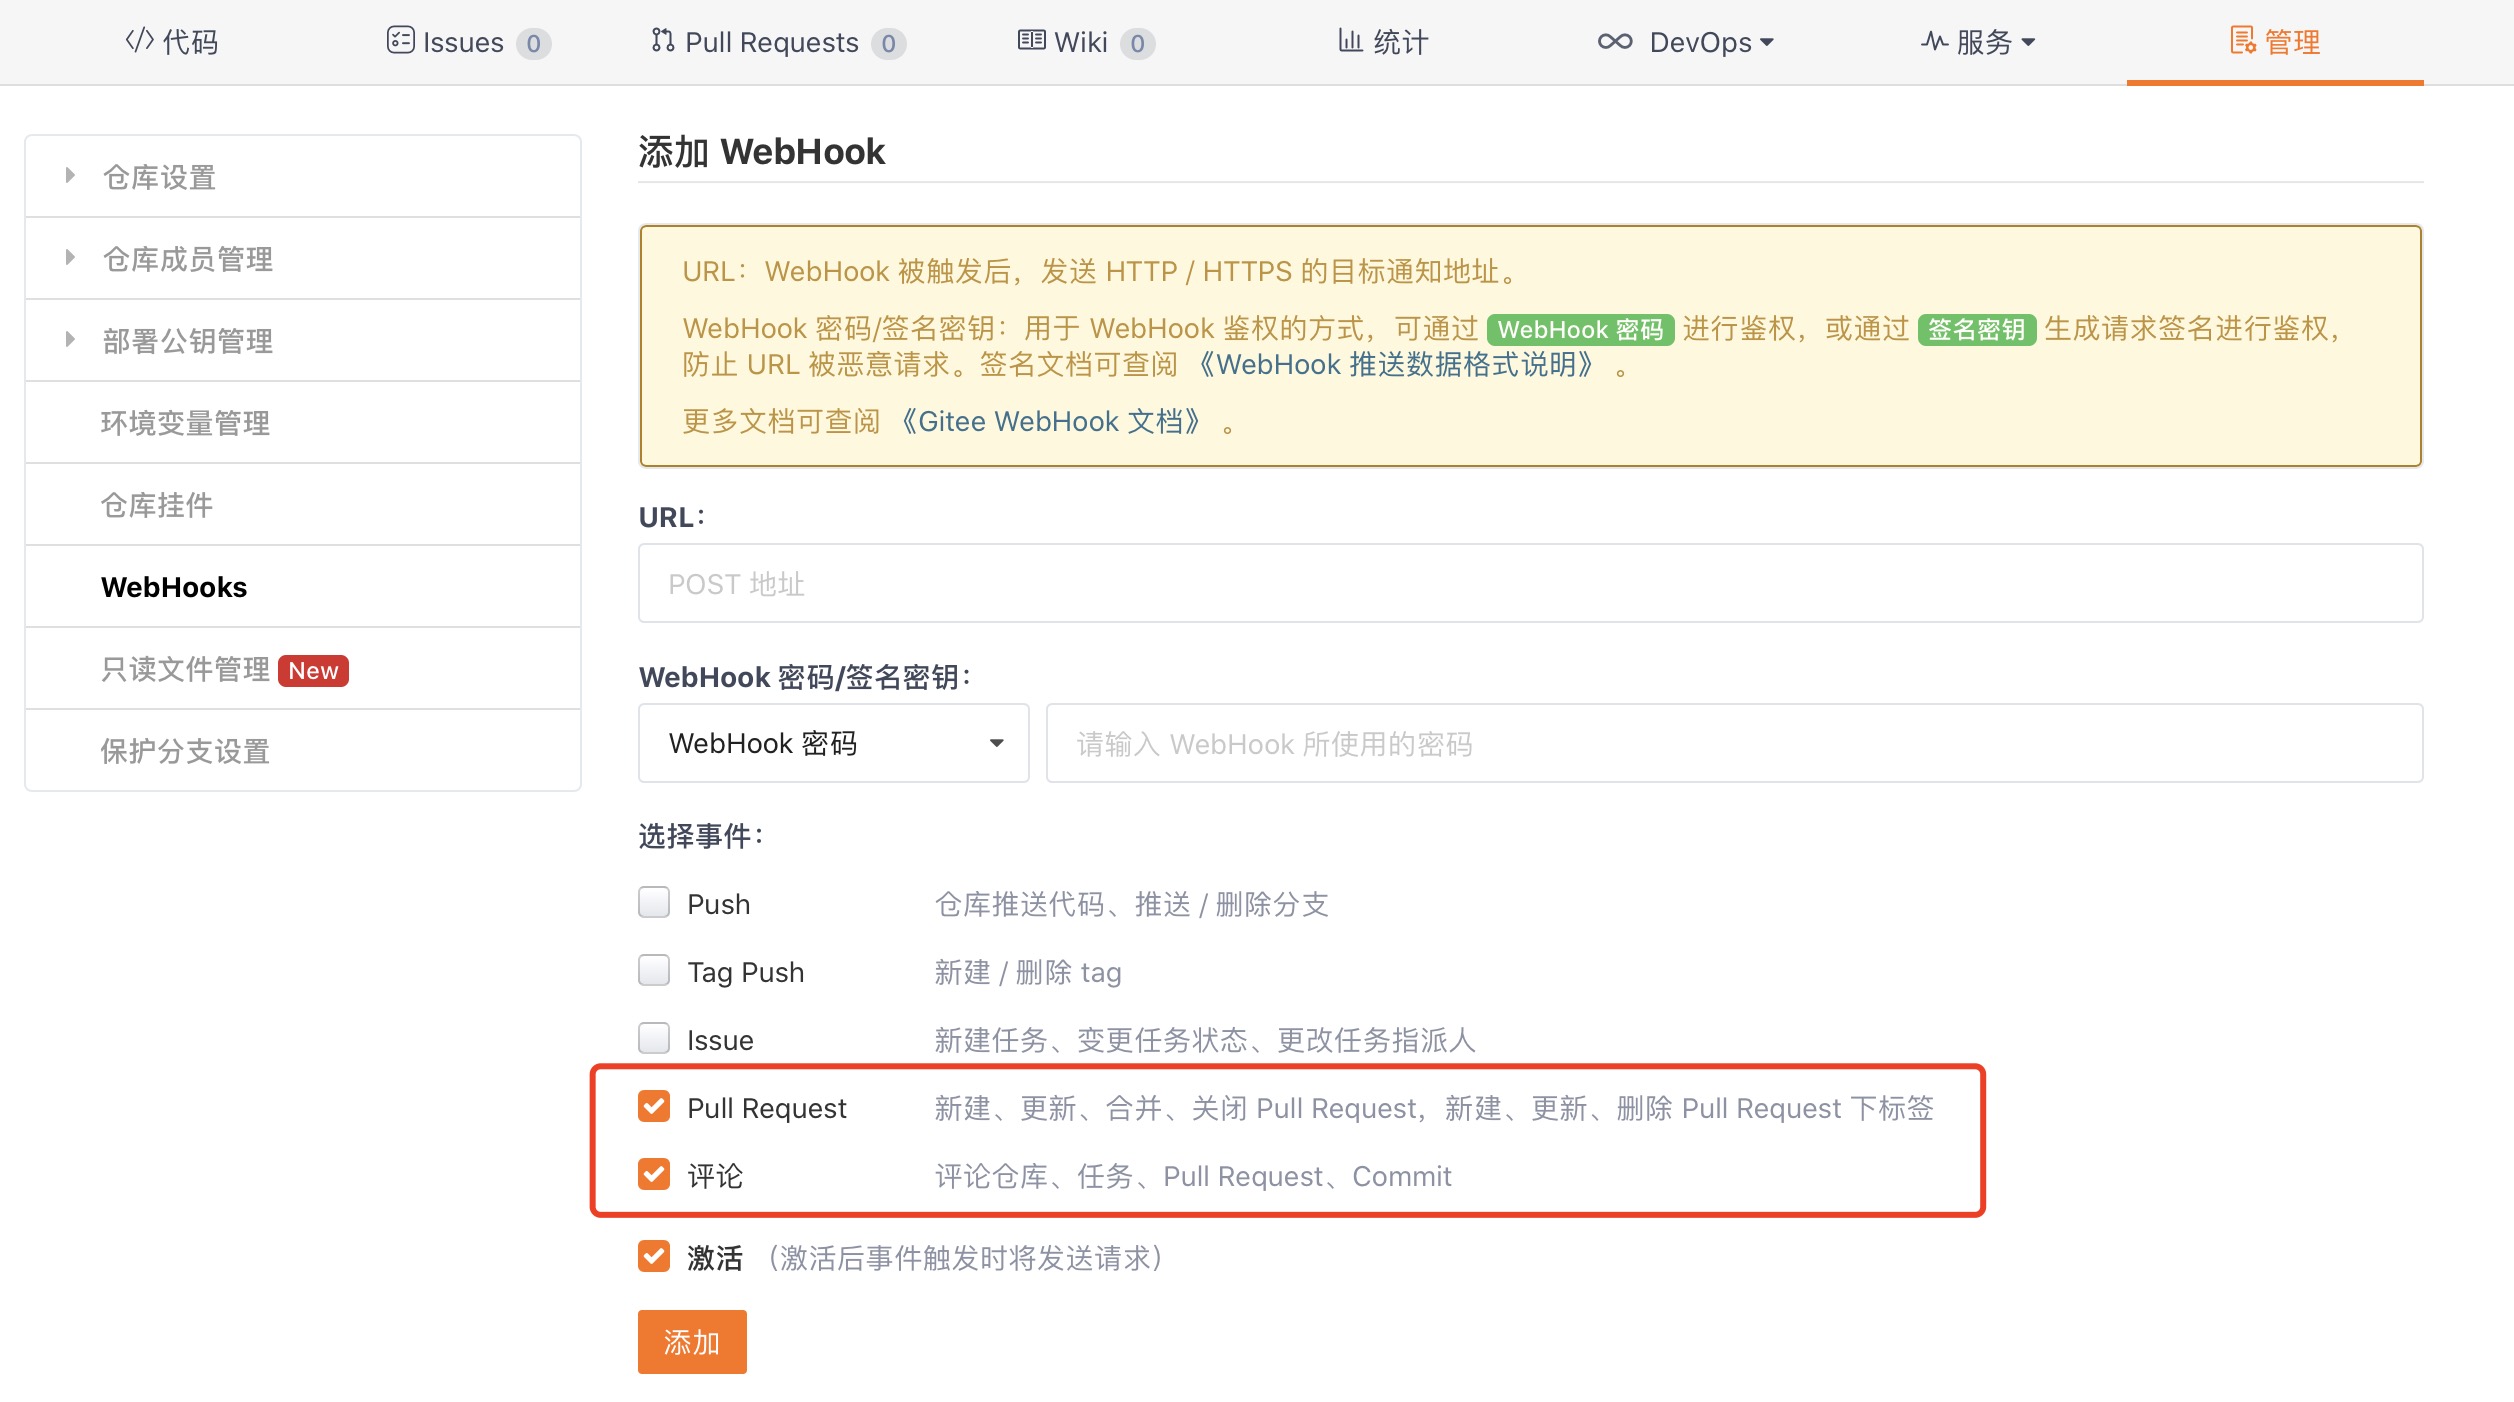 代码
Issues 0
Pull Requests 0
Wiki 0
统计
DevOps
服务
管理
仓库设置
仓库成员管理
部署公钥管理
环境变量管理
仓库挂件
WebHooks
只读文件管理 New
保护分支设置
添加 WebHook
URL：WebHook 被触发后，发送 HTTP / HTTPS 的目标通知地址。
WebHook 密码/签名密钥：用于 WebHook 鉴权的方式，可通过 WebHook 密码 进行鉴权，或通过 签名密钥 生成请求签名进行鉴权，
防止 URL 被恶意请求。签名文档可查阅 《WebHook 推送数据格式说明》 。
更多文档可查阅 《Gitee WebHook 文档》 。
URL：
POST 地址
WebHook 密码/签名密钥：
WebHook 密码
请输入 WebHook 所使用的密码
选择事件：
Push 仓库推送代码、推送 / 删除分支
Tag Push 新建 / 删除 tag
Issue 新建任务、变更任务状态、更改任务指派人
Pull Request 新建、更新、合并、关闭 Pull Request，新建、更新、删除 Pull Request 下标签
评论 评论仓库、任务、Pull Request、Commit
激活 （激活后事件触发时将发送请求）
添加